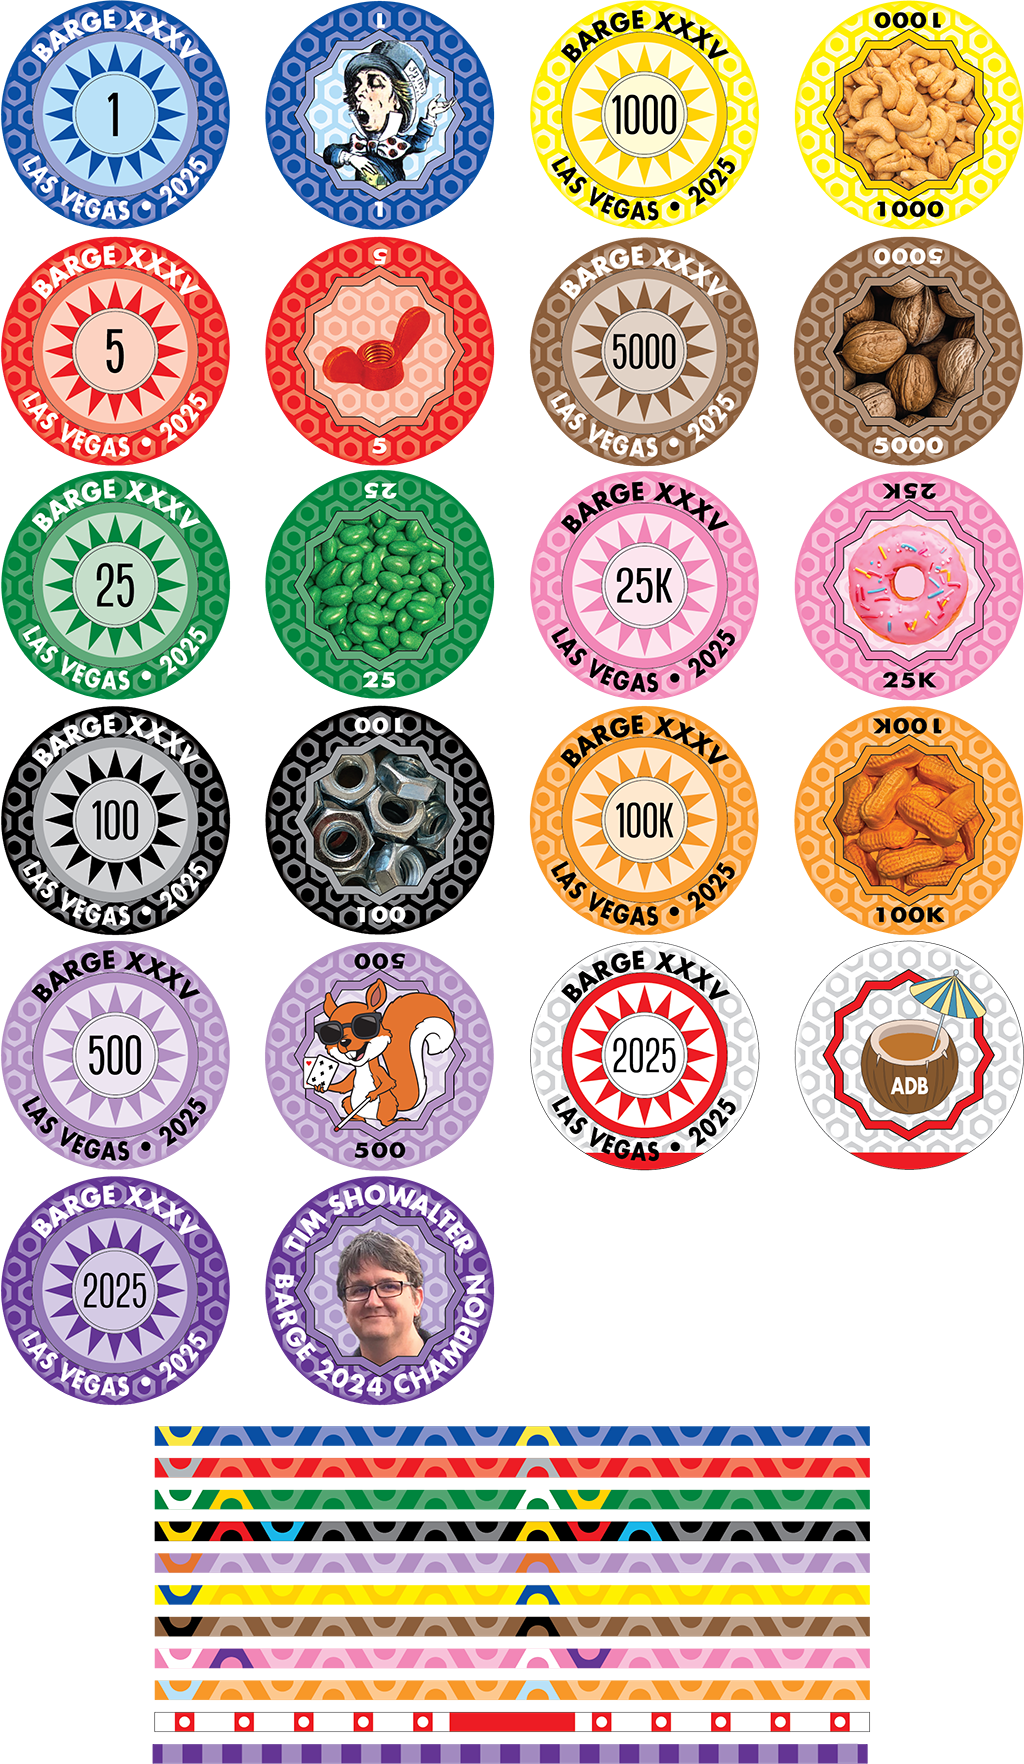 BARGE XXXV
1
LAS VEGAS • 2025
1
1
BARGE XXXV
1000
LAS VEGAS • 2025
1000
1000
BARGE XXXV
5
LAS VEGAS • 2025
5
5
BARGE XXXV
5000
LAS VEGAS • 2025
5000
5000
BARGE XXXV
25
LAS VEGAS • 2025
25
25
BARGE XXXV
25K
LAS VEGAS • 2025
25K
25K
BARGE XXXV
100
LAS VEGAS • 2025
100
100
BARGE XXXV
100K
LAS VEGAS • 2025
100K
100K
BARGE XXXV
500
LAS VEGAS • 2025
500
500
BARGE XXXV
2025
LAS VEGAS • 2025
ADB
BARGE XXXV
2025
LAS VEGAS • 2025
TIM SHOWALTER
BARGE 2024 CHAMPION